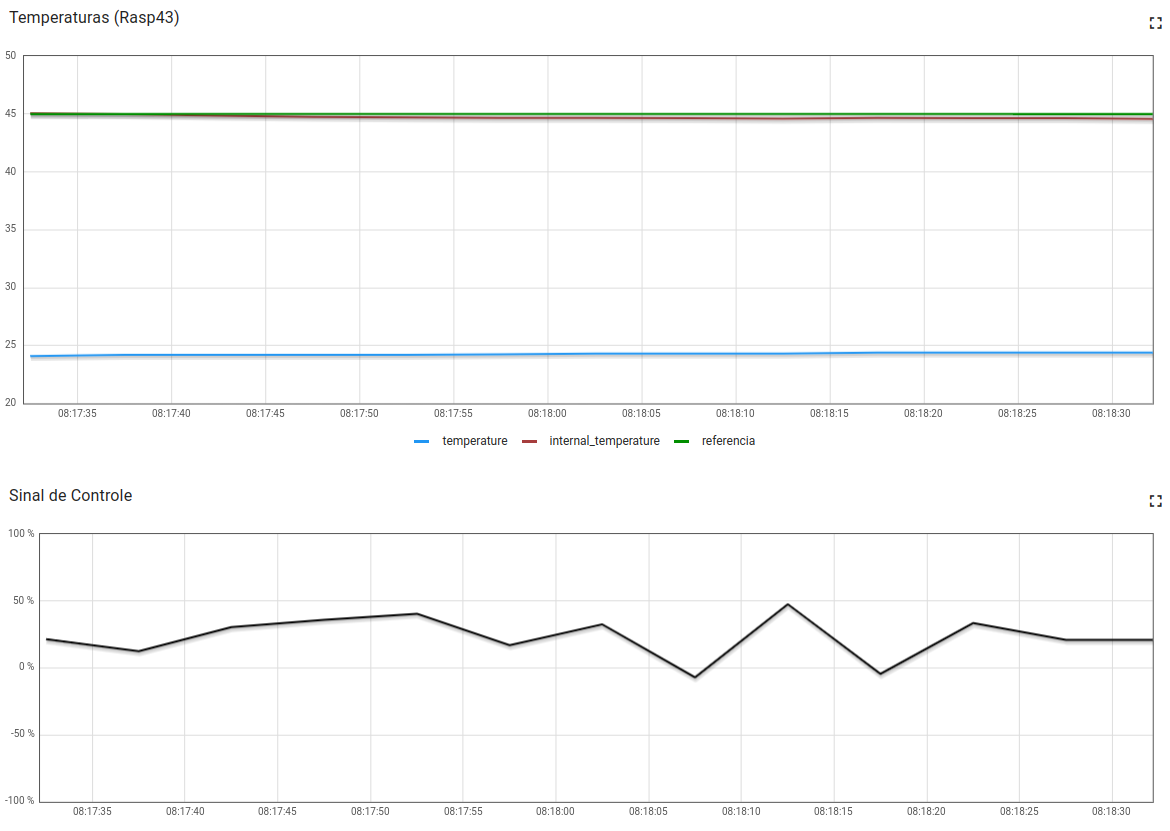 Temperaturas (Rasp43)
50
45
40
35
30
25
20
08:17:35 08:17:40 08:17:45 08:17:50 08:17:55 08:18:00 08:18:05 08:18:10 08:18:15 08:18:20 08:18:25 08:18:30
temperature internal_temperature referencia
Sinal de Controle
100 %
50 %
0 %
-50 %
-100 %
08:17:35 08:17:40 08:17:45 08:17:50 08:17:55 08:18:00 08:18:05 08:18:10 08:18:15 08:18:20 08:18:25 08:18:30